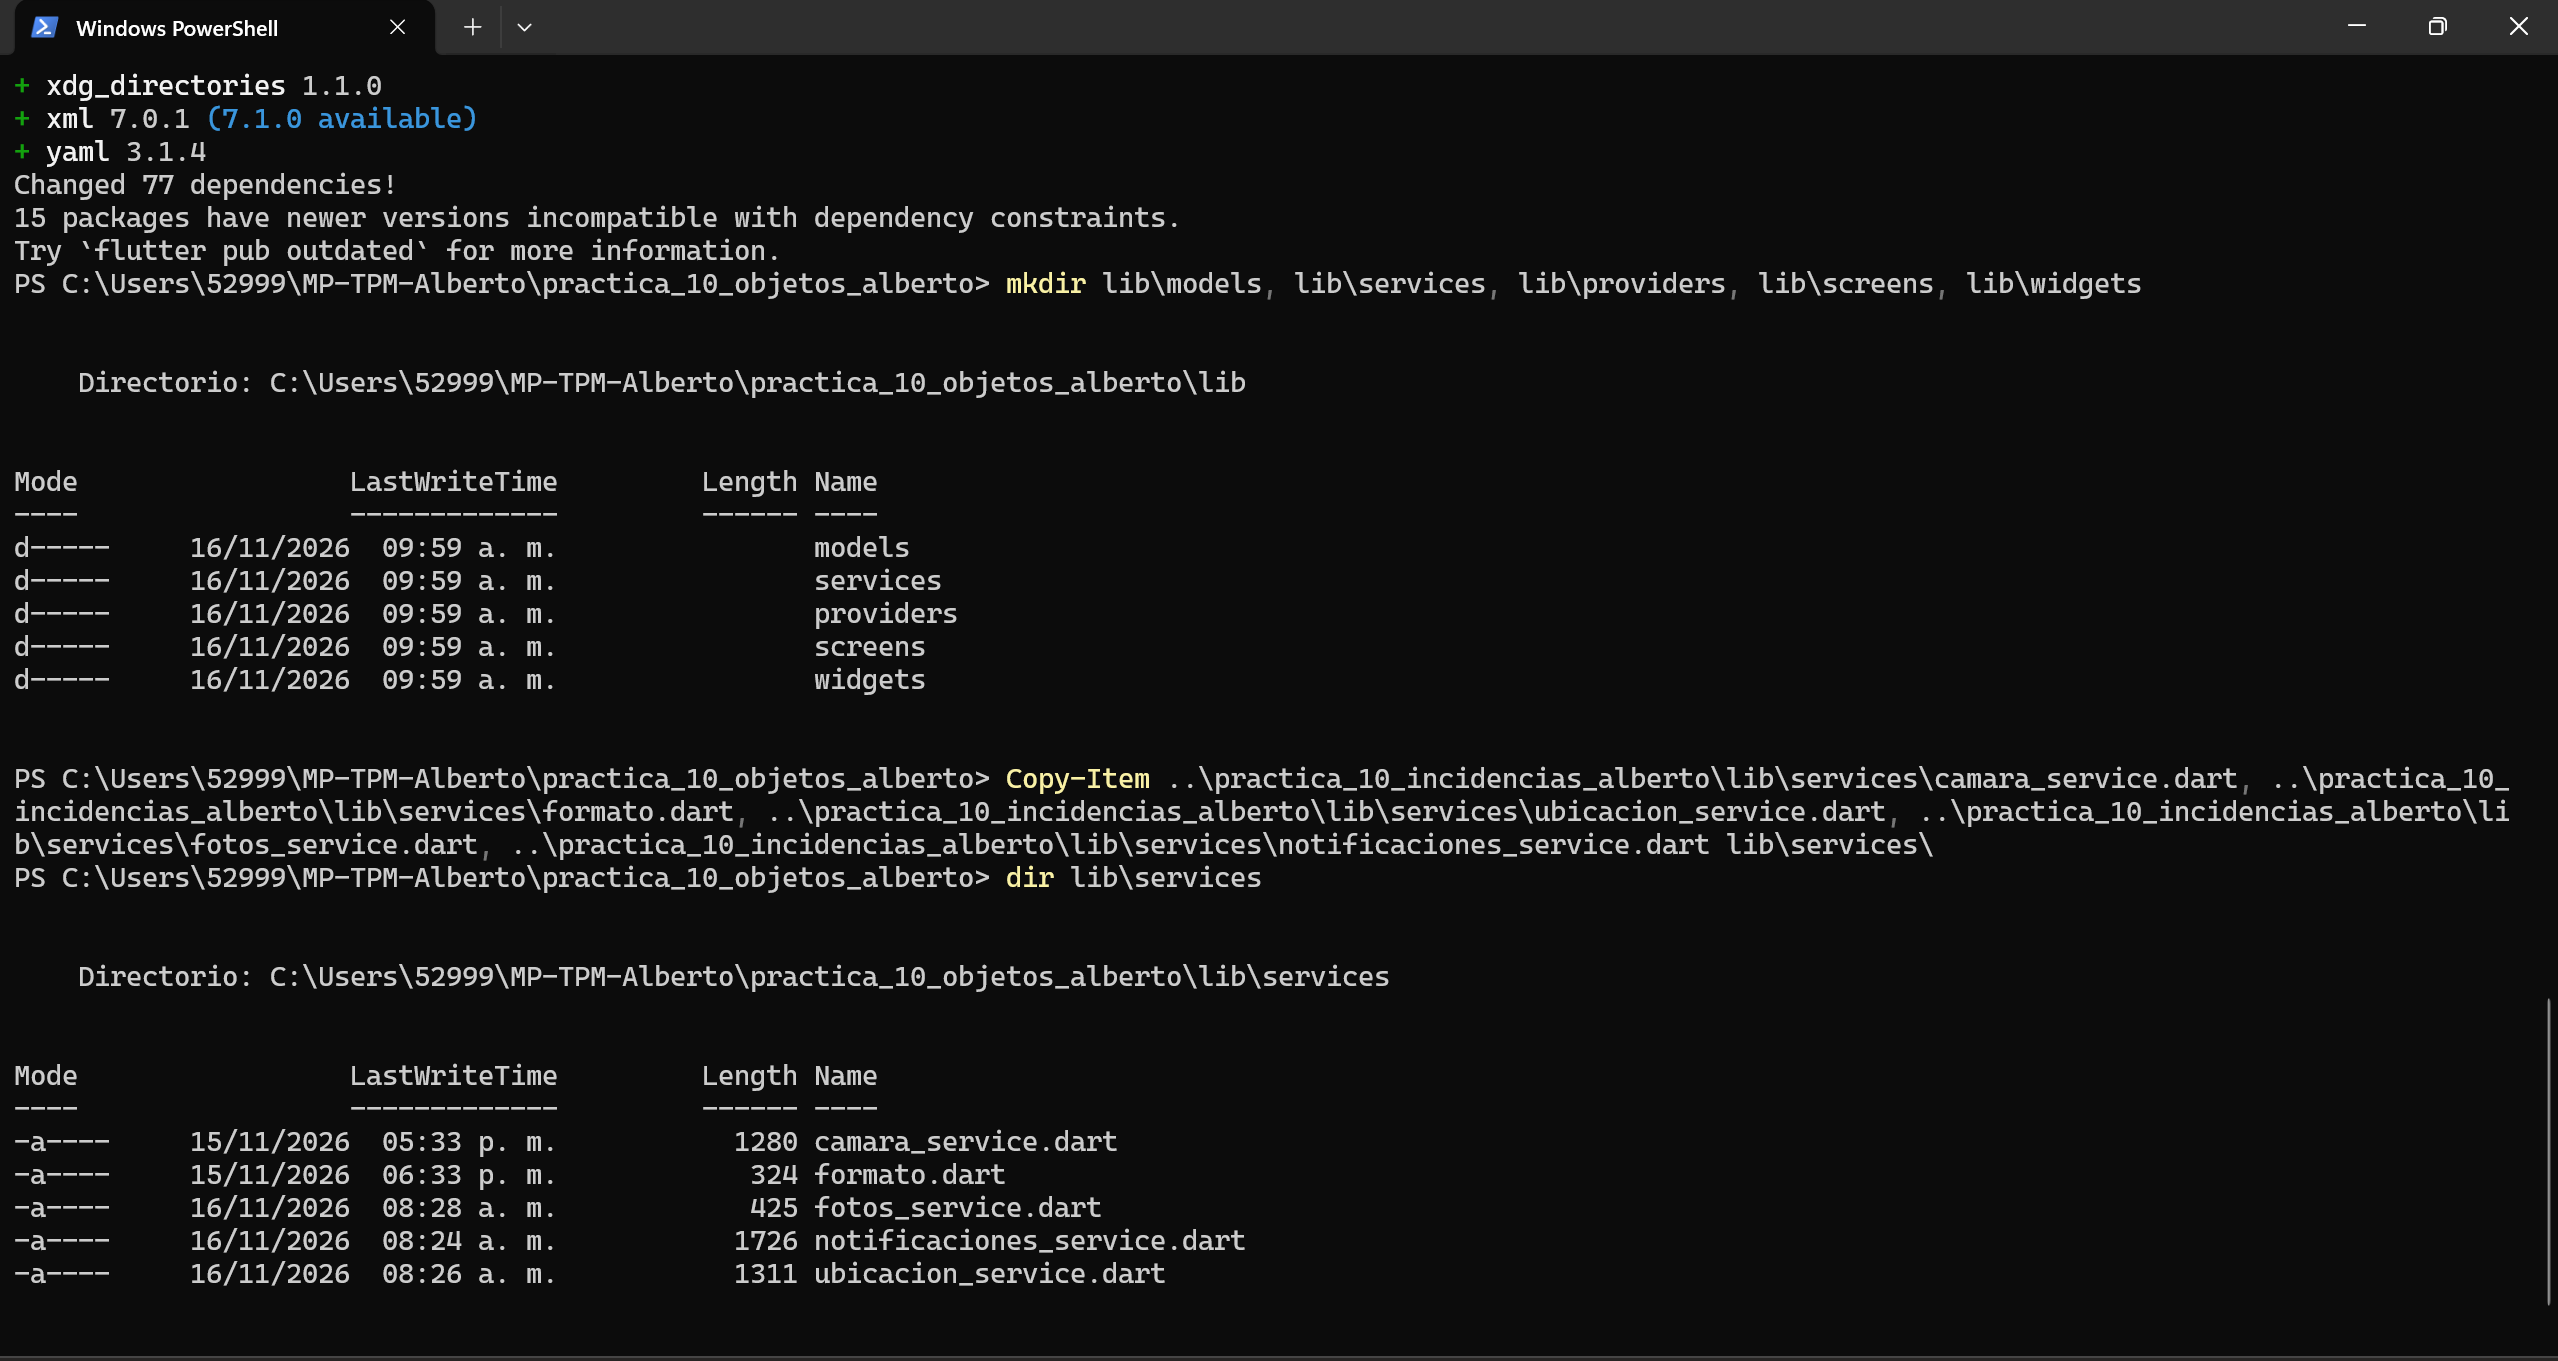 Windows PowerShell
+ xdg_directories 1.1.0
+ xml 7.0.1 (7.1.0 available)
+ yaml 3.1.4
Changed 77 dependencies!
15 packages have newer versions incompatible with dependency constraints.
Try `flutter pub outdated` for more information.
PS C:\Users\52999\MP-TPM-Alberto\practica_10_objetos_alberto> mkdir lib\models, lib\services, lib\providers, lib\screens, lib\widgets
Directorio: C:\Users\52999\MP-TPM-Alberto\practica_10_objetos_alberto\lib
Mode                 LastWriteTime         Length Name
----                 -------------         ------ ----
d-----     16/11/2026  09:59 a. m.                models
d-----     16/11/2026  09:59 a. m.                services
d-----     16/11/2026  09:59 a. m.                providers
d-----     16/11/2026  09:59 a. m.                screens
d-----     16/11/2026  09:59 a. m.                widgets
PS C:\Users\52999\MP-TPM-Alberto\practica_10_objetos_alberto> Copy-Item ..\practica_10_incidencias_alberto\lib\services\camara_service.dart, ..\practica_10_
incidencias_alberto\lib\services\formato.dart, ..\practica_10_incidencias_alberto\lib\services\ubicacion_service.dart, ..\practica_10_incidencias_alberto\li
b\services\fotos_service.dart, ..\practica_10_incidencias_alberto\lib\services\notificaciones_service.dart lib\services\
PS C:\Users\52999\MP-TPM-Alberto\practica_10_objetos_alberto> dir lib\services
Directorio: C:\Users\52999\MP-TPM-Alberto\practica_10_objetos_alberto\lib\services
Mode                 LastWriteTime         Length Name
----                 -------------         ------ ----
-a----     15/11/2026  05:33 p. m.           1280 camara_service.dart
-a----     15/11/2026  06:33 p. m.            324 formato.dart
-a----     16/11/2026  08:28 a. m.            425 fotos_service.dart
-a----     16/11/2026  08:24 a. m.           1726 notificaciones_service.dart
-a----     16/11/2026  08:26 a. m.           1311 ubicacion_service.dart